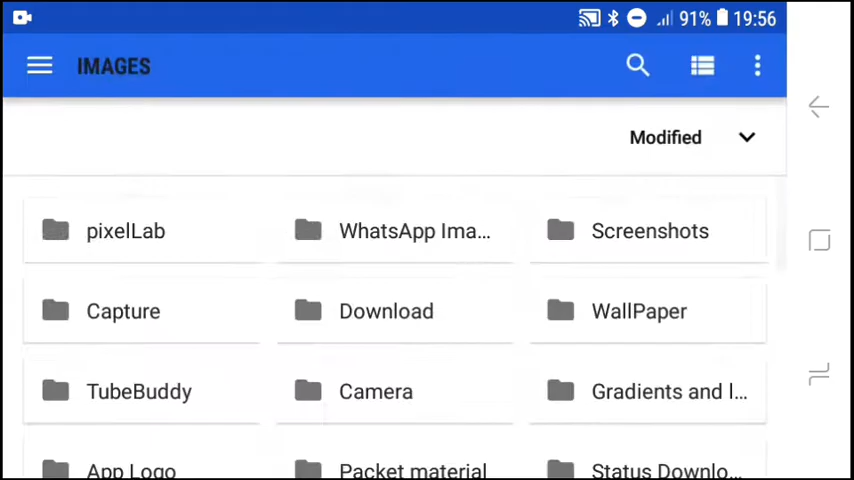 91% 19:56
IMAGES
Modified
pixelLab WhatsApp Ima... Screenshots
Capture Download WallPaper
TubeBuddy Camera Gradients and l...
App Logo Packet material Status Downlo...